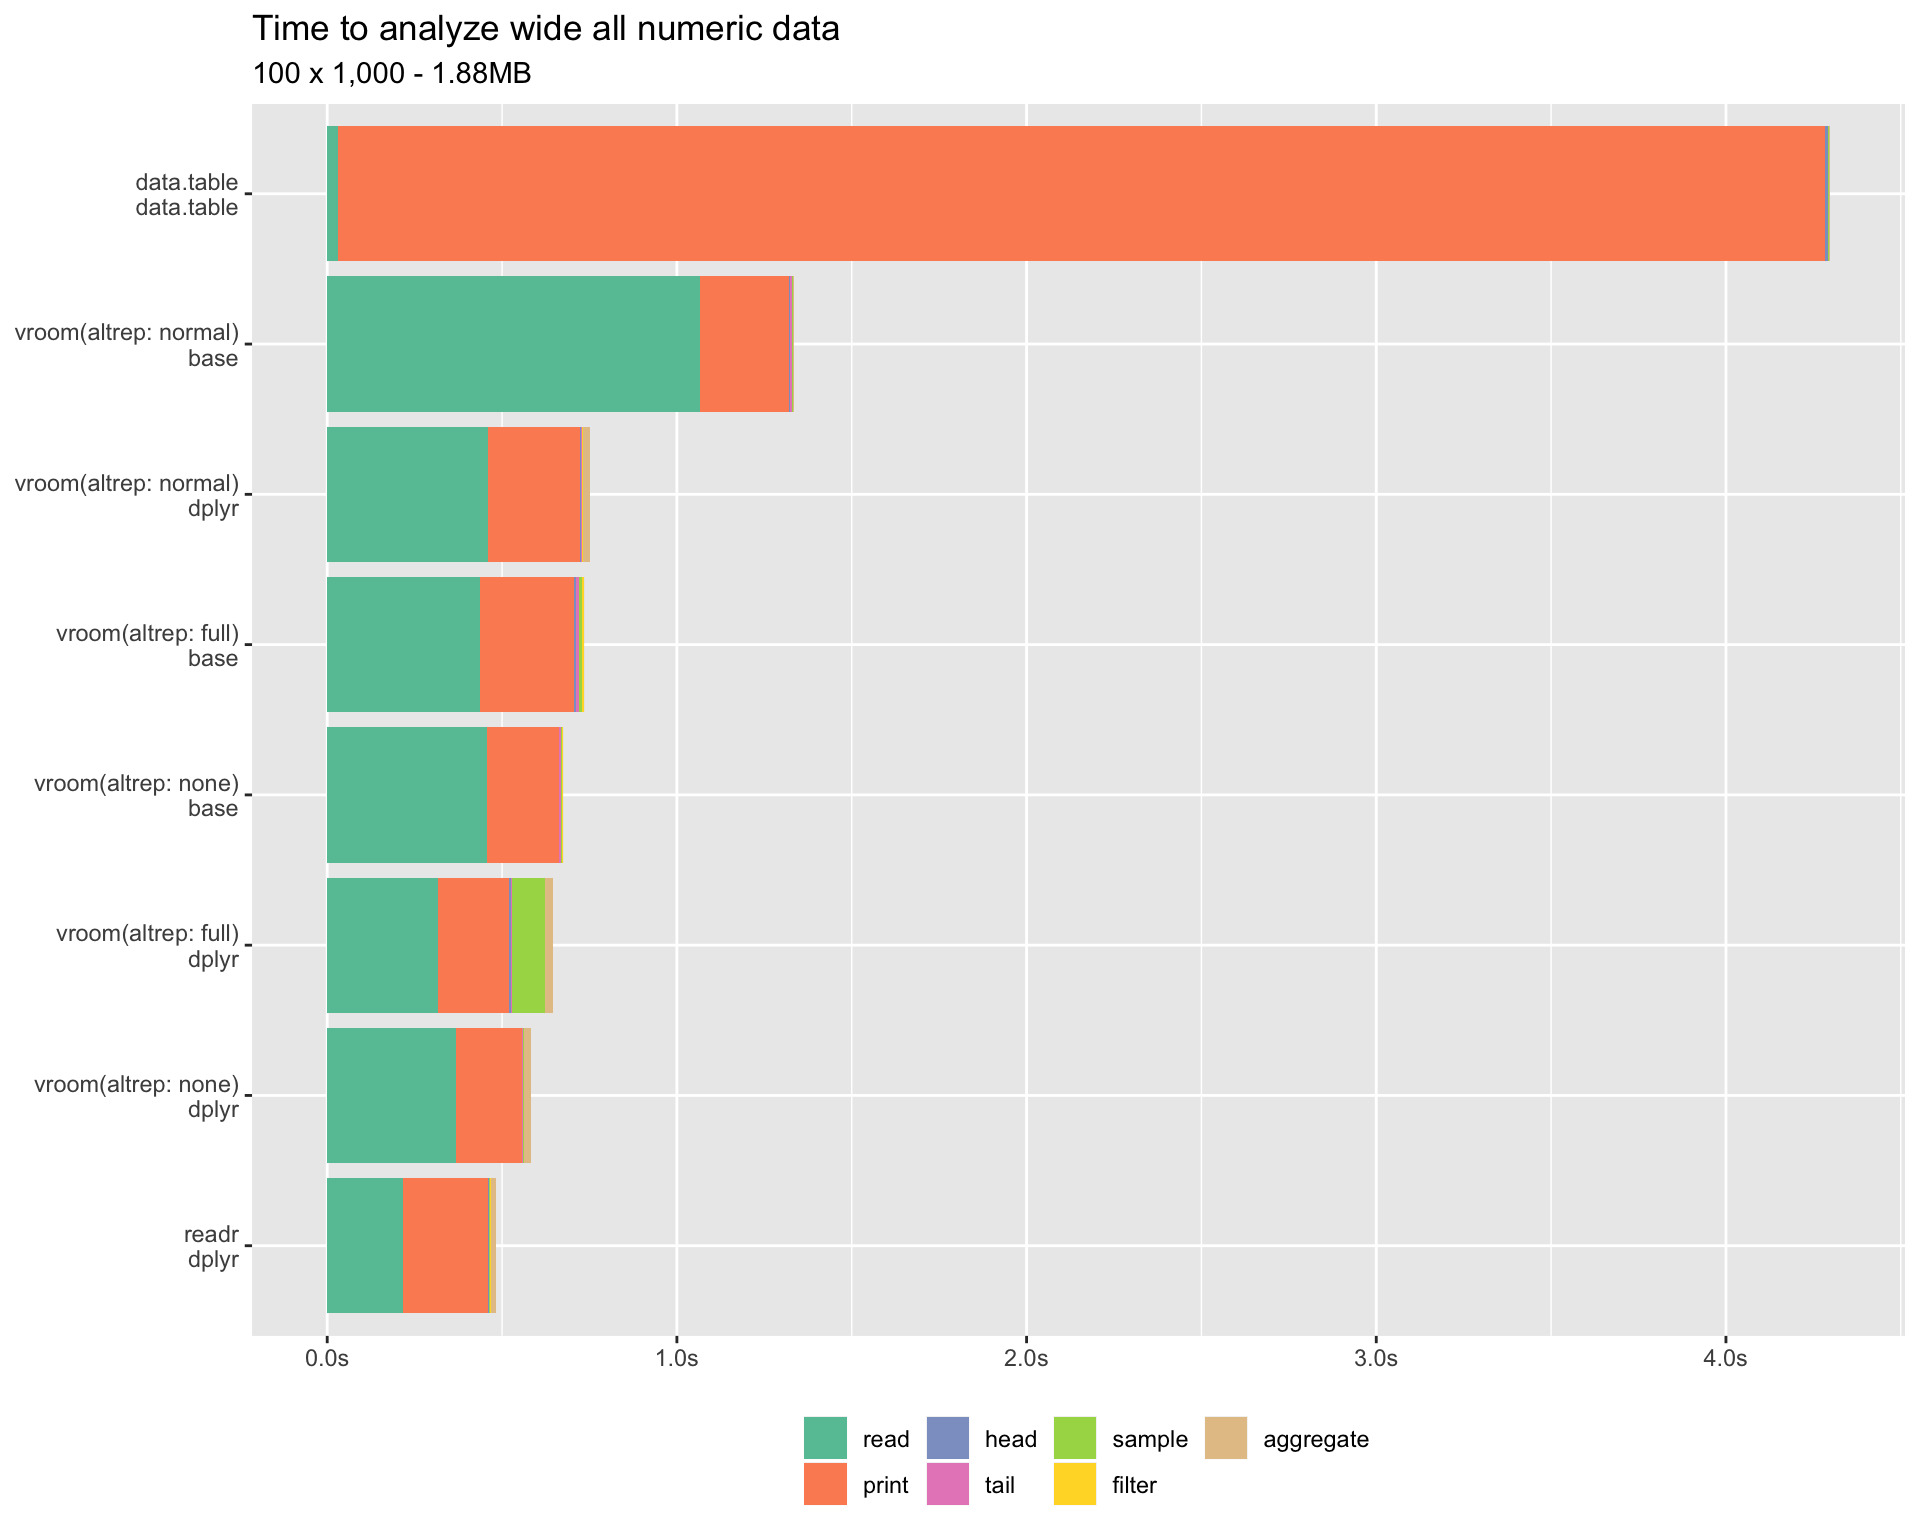 Time to analyze wide all numeric data
100 x 1,000 - 1.88MB
data.table
data.table
vroom(altrep: normal)
base
vroom(altrep: normal)
dplyr
vroom(altrep: full)
base
vroom(altrep: none)
base
vroom(altrep: full)
dplyr
vroom(altrep: none)
dplyr
readr
dplyr
0.0s 1.0s 2.0s 3.0s 4.0s
read head sample aggregate
print tail filter